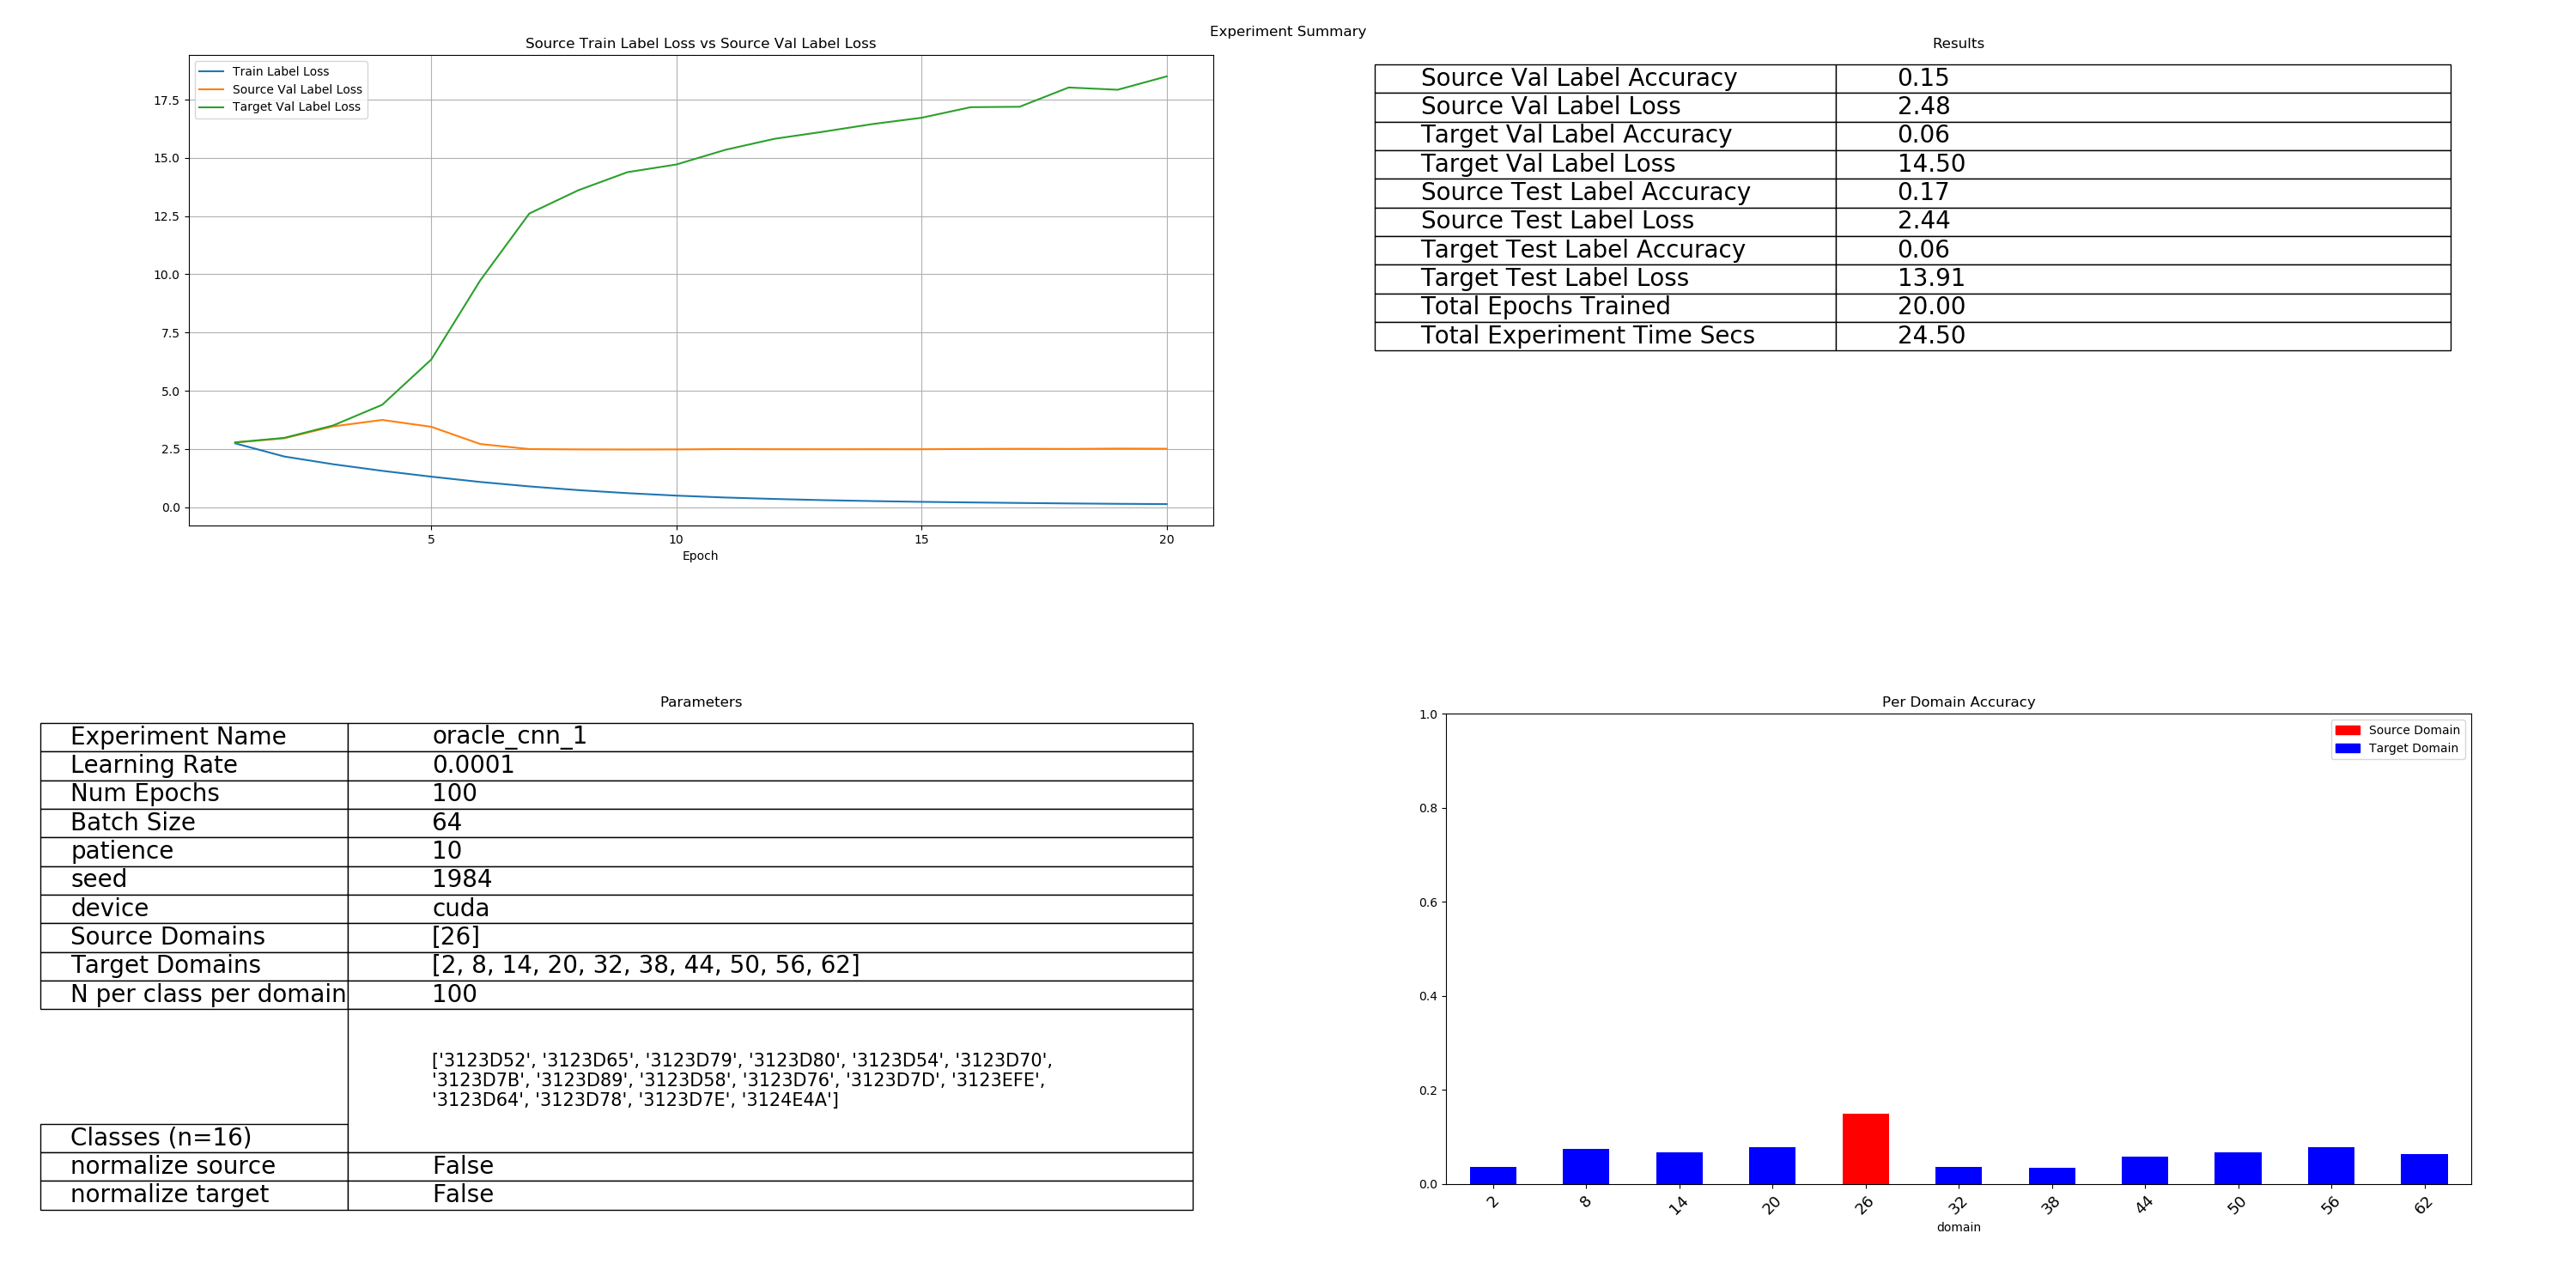 Experiment Summary
Source Train Label Loss vs Source Val Label Loss
Train Label Loss
Source Val Label Loss
Target Val Label Loss
17.5
15.0
12.5
10.0
7.5
5.0
2.5
0.0
5 10 15 20
Epoch
Results
Source Val Label Accuracy 0.15
Source Val Label Loss 2.48
Target Val Label Accuracy 0.06
Target Val Label Loss 14.50
Source Test Label Accuracy 0.17
Source Test Label Loss 2.44
Target Test Label Accuracy 0.06
Target Test Label Loss 13.91
Total Epochs Trained 20.00
Total Experiment Time Secs 24.50
Parameters
Experiment Name oracle_cnn_1
Learning Rate 0.0001
Num Epochs 100
Batch Size 64
patience 10
seed 1984
device cuda
Source Domains [26]
Target Domains [2, 8, 14, 20, 32, 38, 44, 50, 56, 62]
N per class per domain 100
['3123D52', '3123D65', '3123D79', '3123D80', '3123D54', '3123D70',
'3123D7B', '3123D89', '3123D58', '3123D76', '3123D7D', '3123EFE',
'3123D64', '3123D78', '3123D7E', '3124E4A']
Classes (n=16)
normalize source False
normalize target False
Per Domain Accuracy
Source Domain
Target Domain
1.0
0.8
0.6
0.4
0.2
0.0
2 8 14 20 26 32 38 44 50 56 62
domain